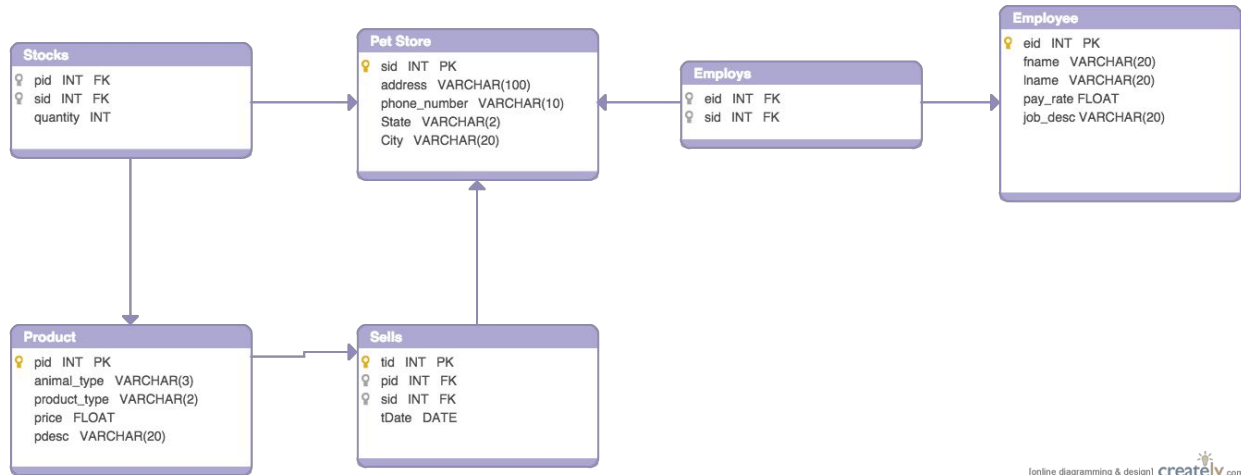 Stocks
pid INT FK
sid INT FK
quantity INT
Pet Store
sid INT PK
address VARCHAR(100)
phone_number VARCHAR(10)
State VARCHAR(2)
City VARCHAR(20)
Employs
eid INT FK
sid INT FK
Employee
eid INT PK
fname VARCHAR(20)
lname VARCHAR(20)
pay_rate FLOAT
job_desc VARCHAR(20)
Product
pid INT PK
animal_type VARCHAR(3)
product_type VARCHAR(2)
price FLOAT
pdesc VARCHAR(20)
Sells
tid INT PK
pid INT FK
sid INT FK
tDate DATE
[online diagramming & design] creately.com